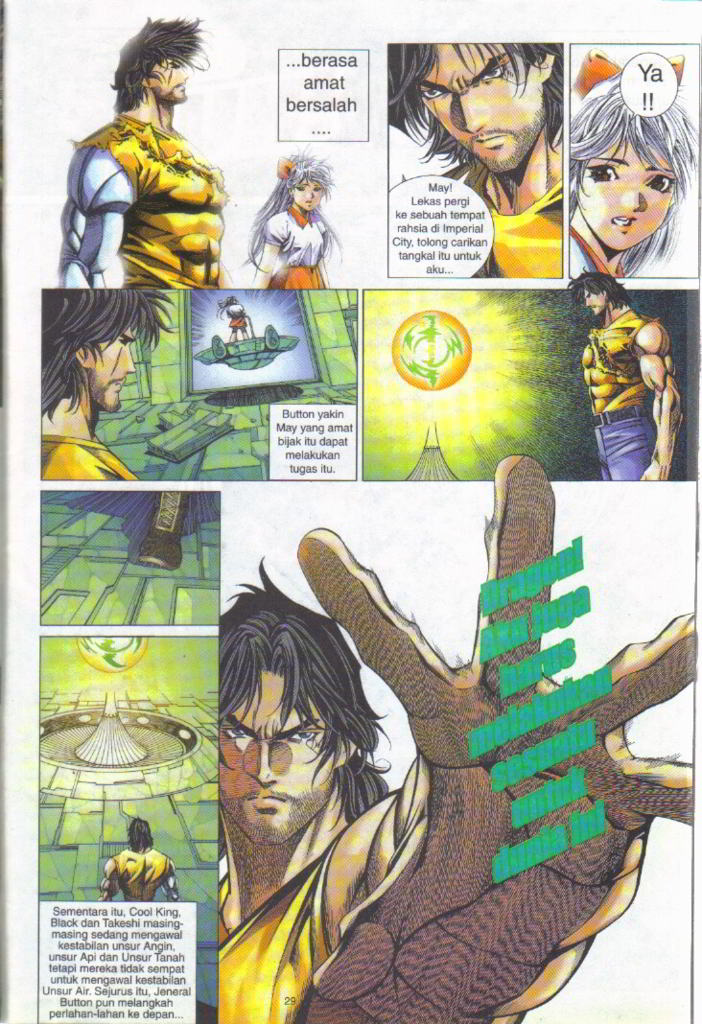 ...berasa
amat
bersalah
....
May!
Lekas pergi
ke sebuah tempat
rahsia di Imperial
City, tolong carikan
tangkal itu untuk
aku...
Ya
!!
Button yakin
May yang amat
bijak itu dapat
melakukan
tugas itu.
Dragon!
Aku juga
harus
melakukan
sesuatu
untuk
dunia ini
Sementara itu, Cool King,
Black dan Takeshi masing-
masing sedang mengawal
kestabilan unsur Angin,
unsur Api dan Unsur Tanah
tetapi mereka tidak sempat
untuk mengawal kestabilan
Unsur Air. Sejurus itu, Jeneral
Button pun melangkah
perlahan-lahan ke depan...
29